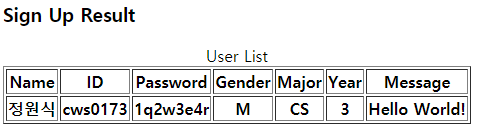 Sign Up Result
User List
Name ID Password Gender Major Year Message
정원식 cws0173 1q2w3e4r M CS 3 Hello World!